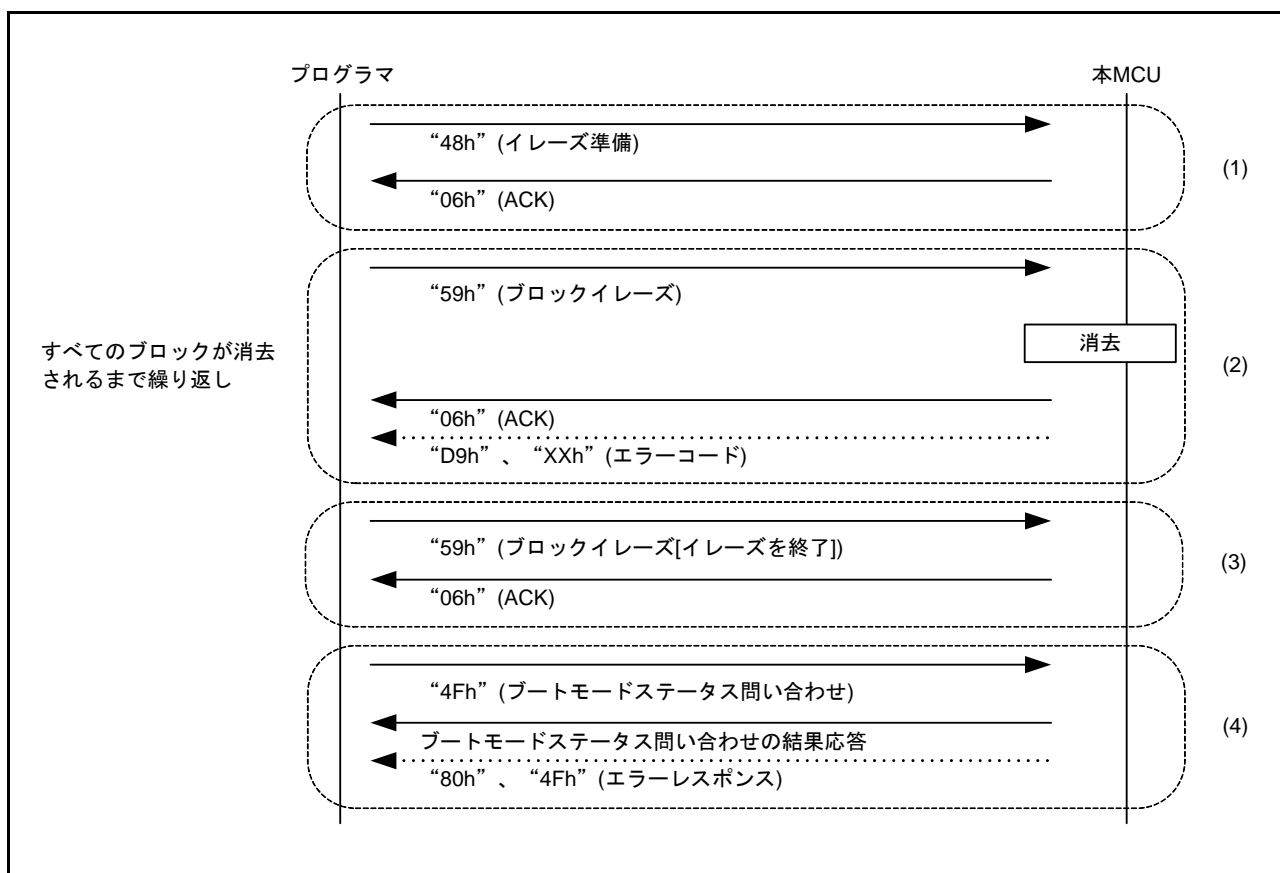 プログラマ
本MCU
“48h” (イレーズ準備)
“06h” (ACK)
(1)
“59h” (ブロックイレーズ)
消去
すべてのブロックが消去
されるまで繰り返し
(2)
“06h” (ACK)
“D9h” 、 “XXh” (エラーコード)
“59h” (ブロックイレーズ[イレーズを終了])
“06h” (ACK)
(3)
“4Fh” (ブートモードステータス問い合わせ)
ブートモードステータス問い合わせの結果応答
“80h” 、 “4Fh” (エラーレスポンス)
(4)